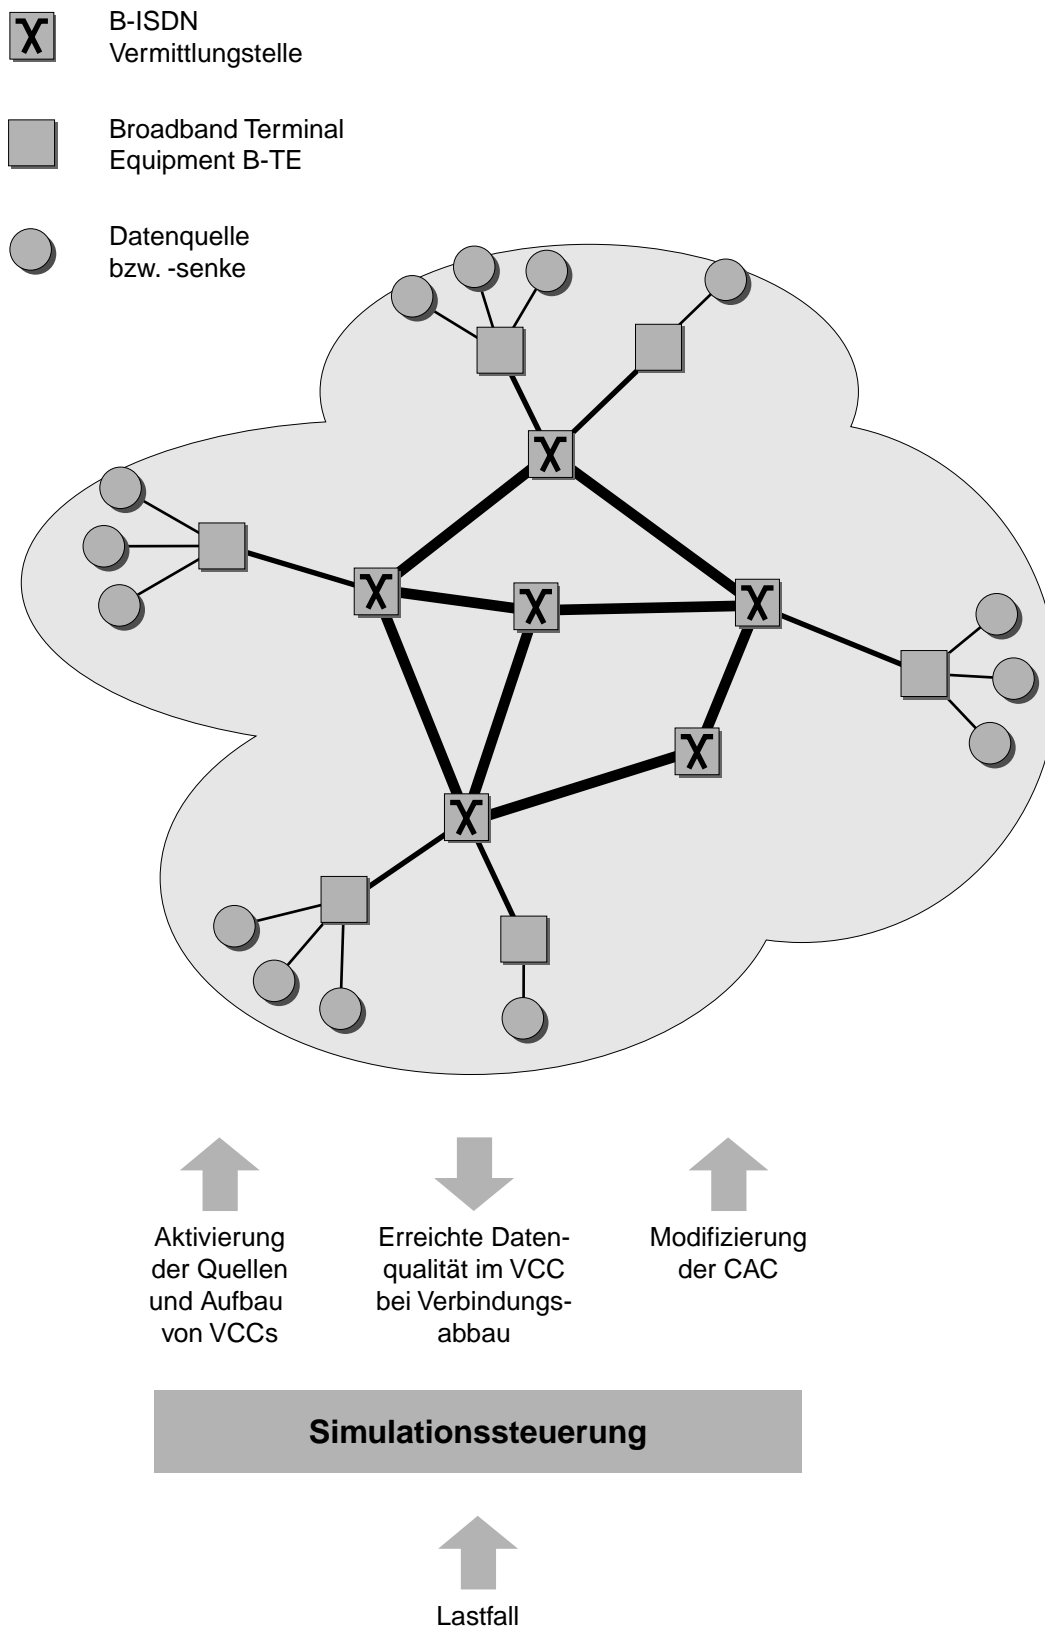 B-ISDN
Vermittlungstelle
Broadband Terminal
Equipment B-TE
Datenquelle
bzw. -senke
Aktivierung
der Quellen
und Aufbau
von VCCs
Erreichte Daten-
qualität im VCC
bei Verbindungs-
abbau
Modifizierung
der CAC
Simulationssteuerung
Lastfall